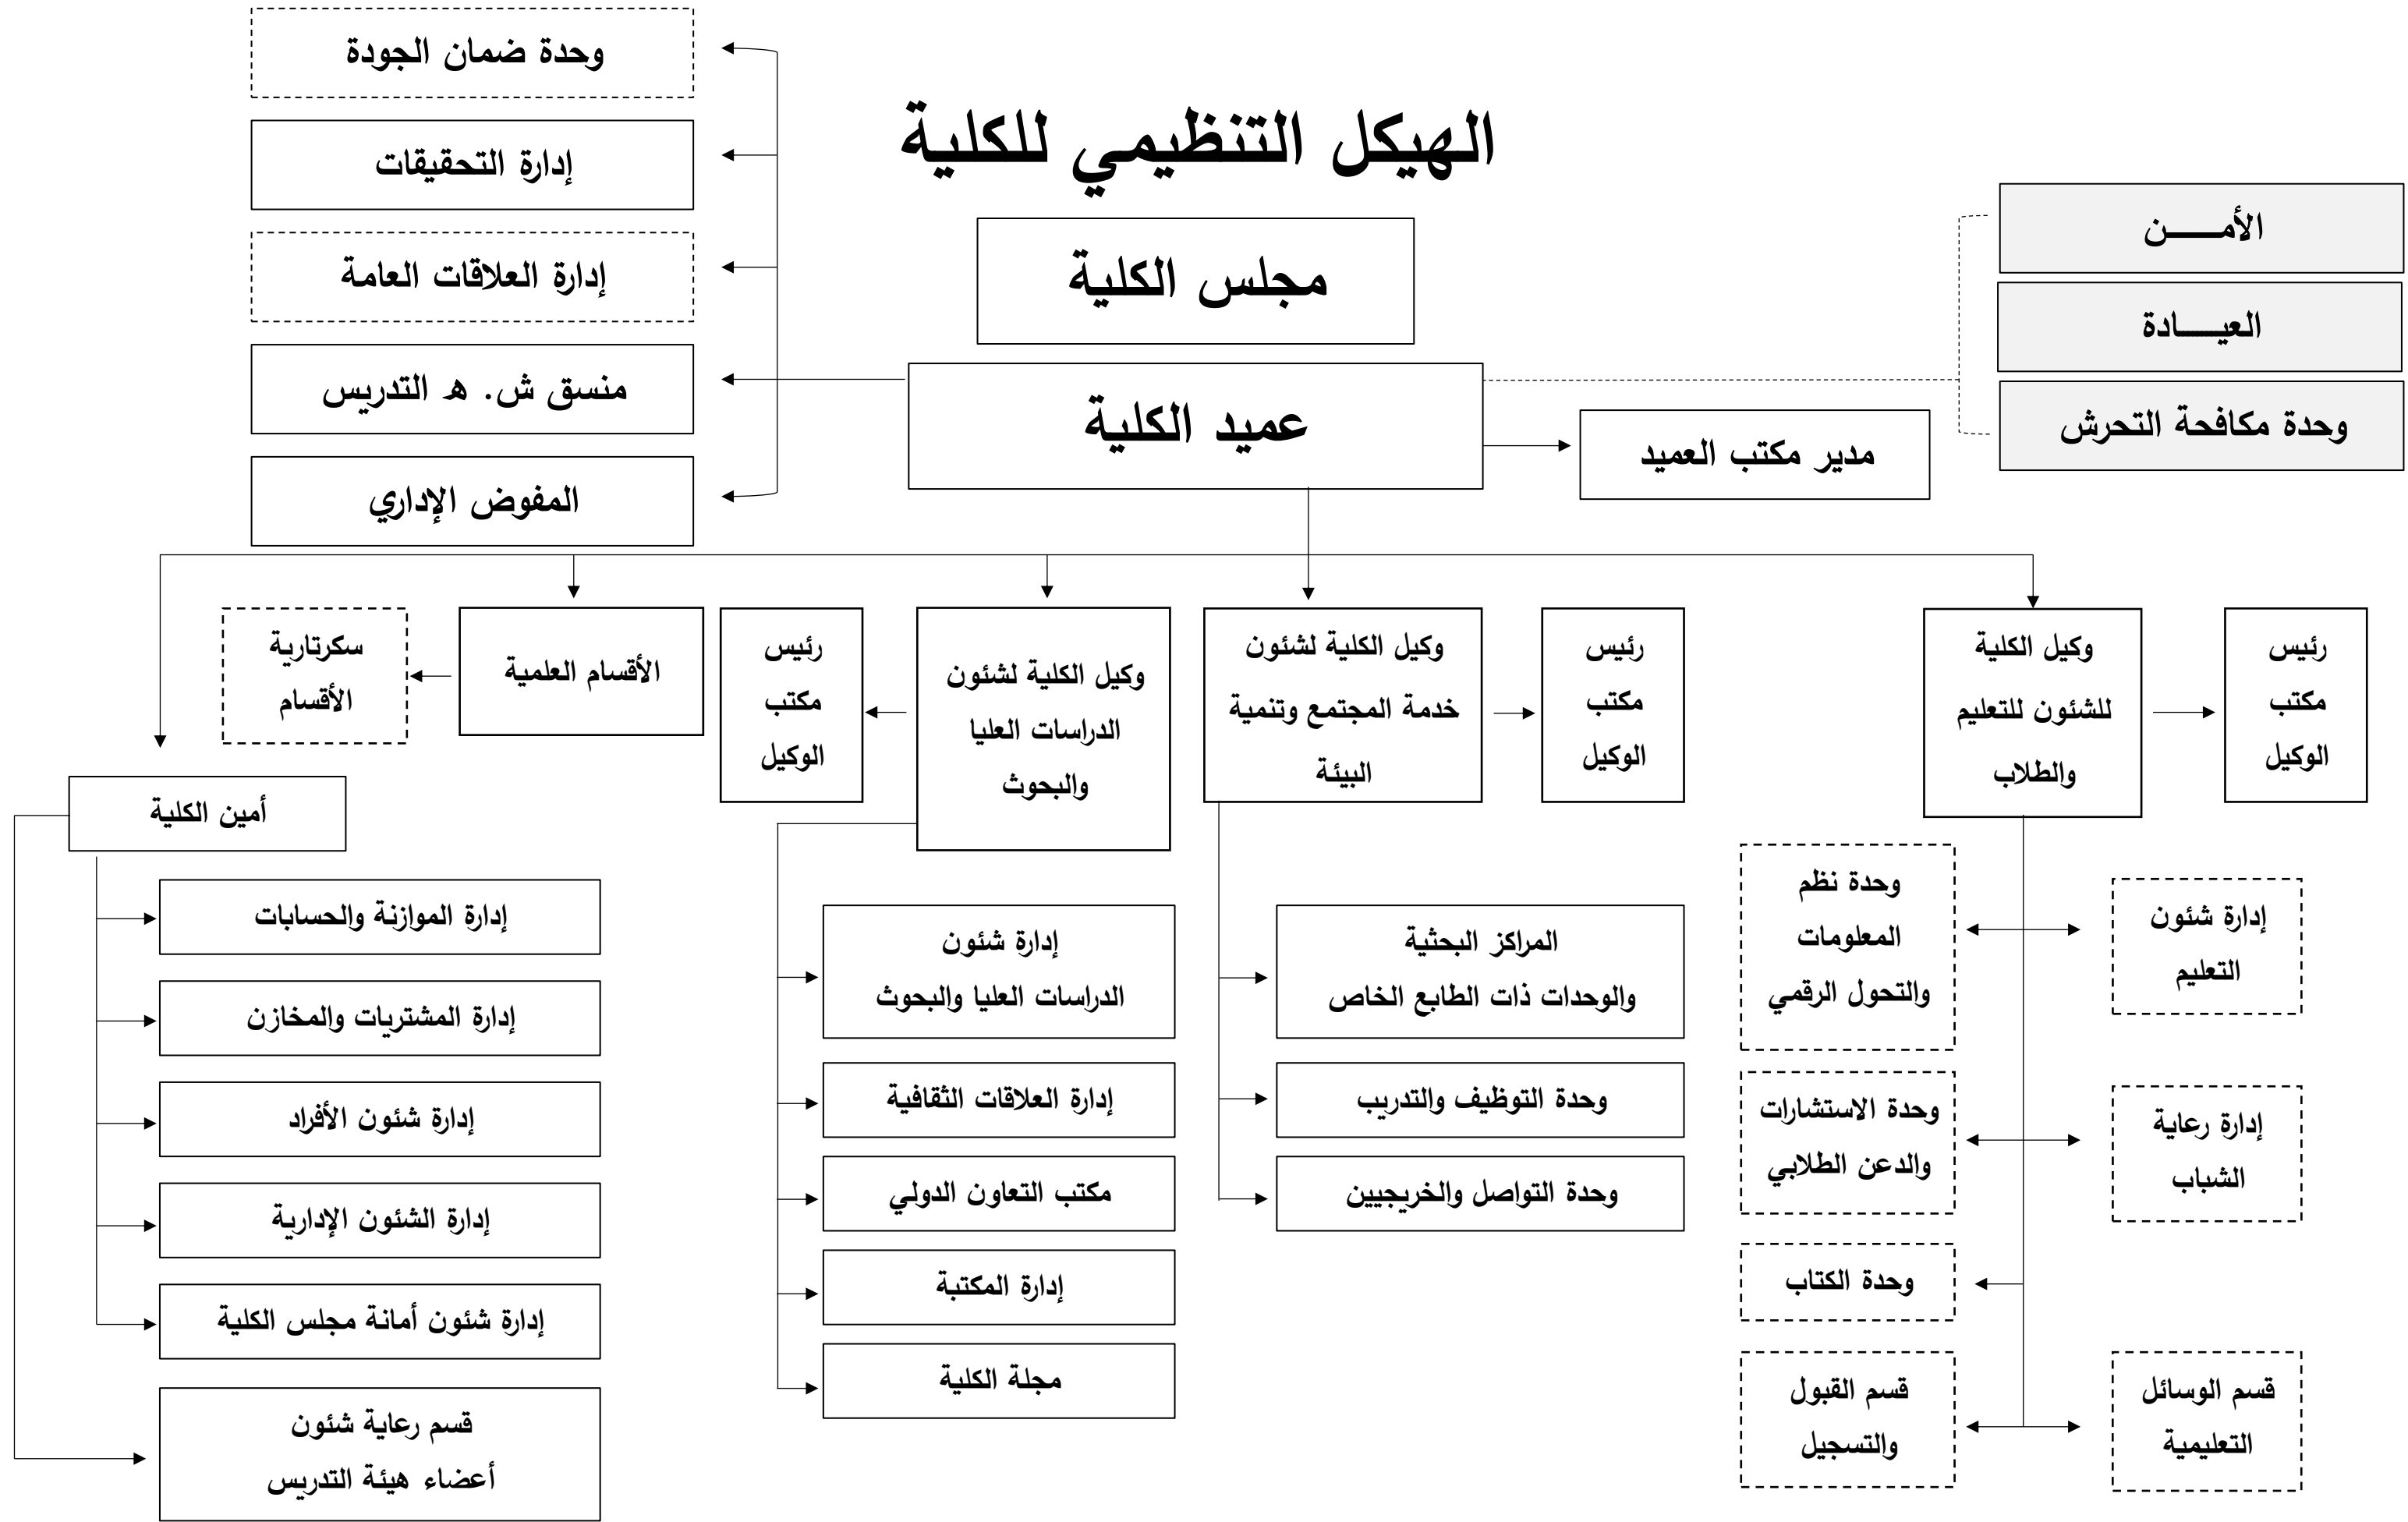 الهيكل التنظيمي للكلية
مجلس الكلية
عميد الكلية
مدير مكتب العميد
الأمـــــن
العيـــــادة
وحدة مكافحة التحرش
وحدة ضمان الجودة
إدارة التحقيقات
إدارة العلاقات العامة
منسق ش. هـ التدريس
المفوض الإداري
رئيس
مكتب
الوكيل
وكيل الكلية
للشئون للتعليم
والطلاب
رئيس
مكتب
الوكيل
وكيل الكلية لشئون
خدمة المجتمع وتنمية
البيئة
وكيل الكلية لشئون
الدراسات العليا
والبحوث
رئيس
مكتب
الوكيل
الأقسام العلمية
سكرتارية
الأقسام
أمين الكلية
إدارة شئون
التعليم
وحدة نظم
المعلومات
والتحول الرقمي
إدارة رعاية
الشباب
وحدة الاستشارات
والدعن الطلابي
وحدة الكتاب
قسم الوسائل
التعليمية
قسم القبول
والتسجيل
المراكز البحثية
والوحدات ذات الطابع الخاص
وحدة التوظيف والتدريب
وحدة التواصل والخريجيين
إدارة شئون
الدراسات العليا والبحوث
إدارة العلاقات الثقافية
مكتب التعاون الدولي
إدارة المكتبة
مجلة الكلية
إدارة الموازنة والحسابات
إدارة المشتريات والمخازن
إدارة شئون الأفراد
إدارة الشئون الإدارية
إدارة شئون أمانة مجلس الكلية
قسم رعاية شئون
أعضاء هيئة التدريس